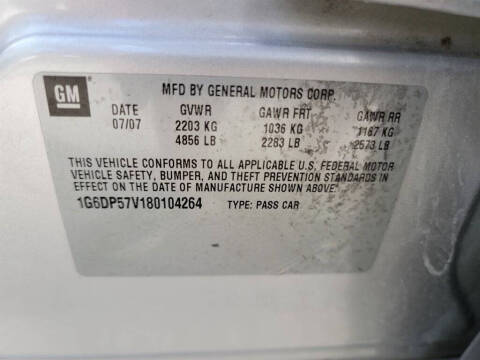 GM
MFD BY GENERAL MOTORS CORP.
DATE GVWR GAWR FRT GAWR RR
07/07 2203 KG 1036 KG 1167 KG
4856 LB 2283 LB 2573 LB
THIS VEHICLE CONFORMS TO ALL APPLICABLE U.S. FEDERAL MOTOR
VEHICLE SAFETY, BUMPER, AND THEFT PREVENTION STANDARDS IN
EFFECT ON THE DATE OF MANUFACTURE SHOWN ABOVE.
1G6DP57V180104264 TYPE: PASS CAR